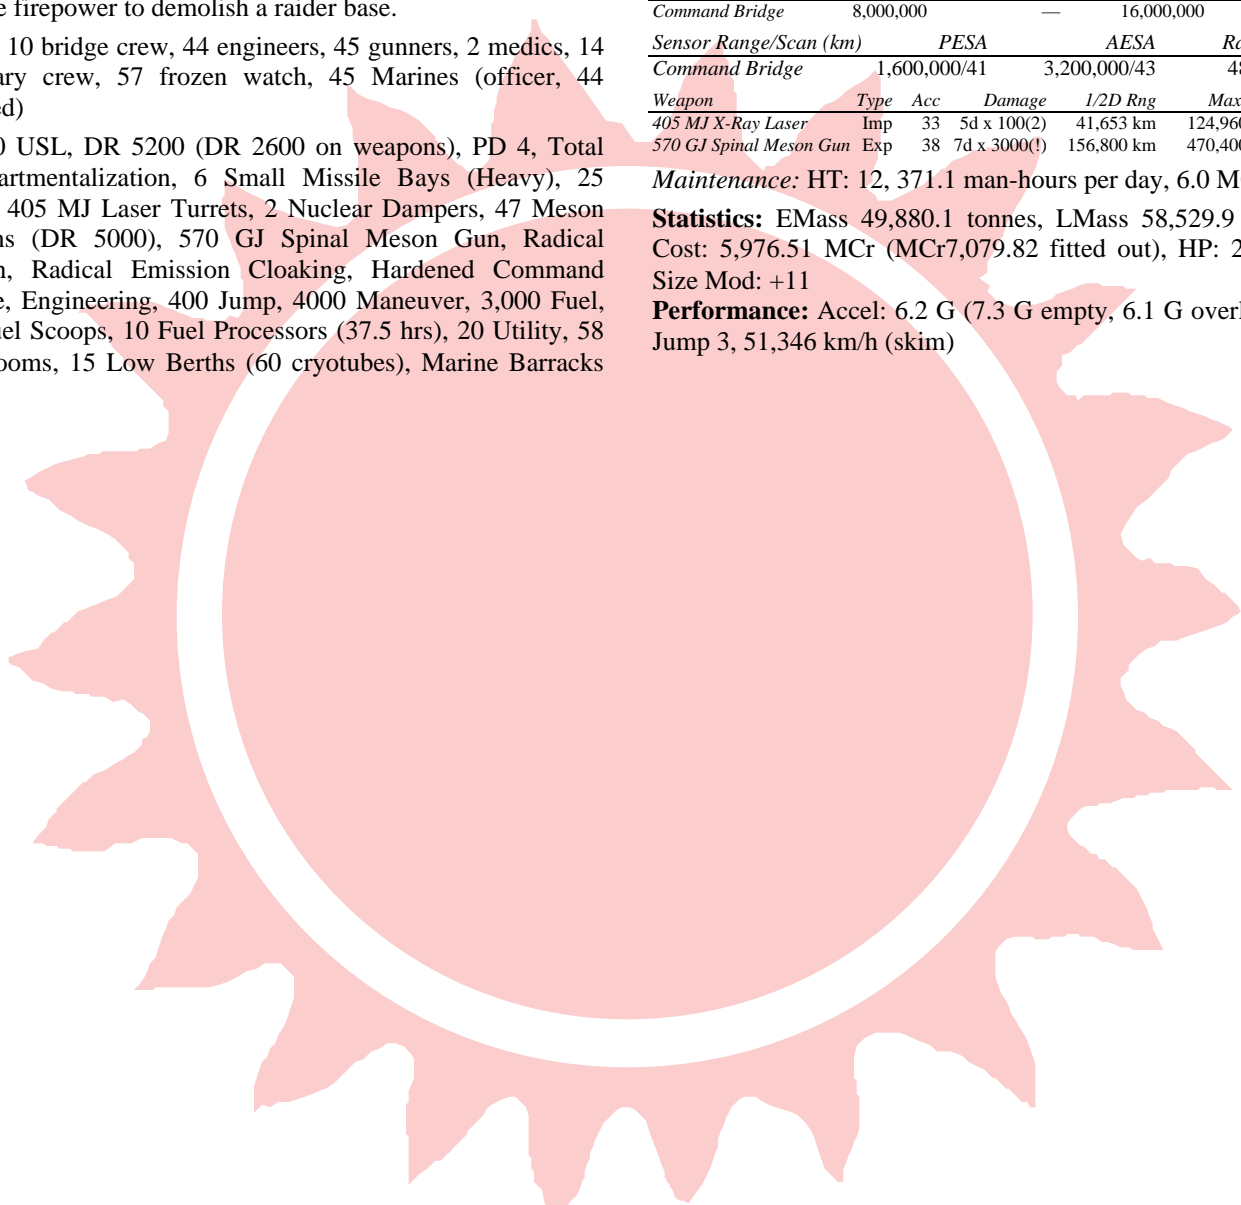 e firepower to demolish a raider base.
10 bridge crew, 44 engineers, 45 gunners, 2 medics, 14
ary crew, 57 frozen watch, 45 Marines (officer, 44
ed)
0 USL, DR 5200 (DR 2600 on weapons), PD 4, Total
artmentalization, 6 Small Missile Bays (Heavy), 25
405 MJ Laser Turrets, 2 Nuclear Dampers, 47 Meson
ns (DR 5000), 570 GJ Spinal Meson Gun, Radical
n, Radical Emission Cloaking, Hardened Command
e, Engineering, 400 Jump, 4000 Maneuver, 3,000 Fuel,
uel Scoops, 10 Fuel Processors (37.5 hrs), 20 Utility, 58
ooms, 15 Low Berths (60 cryotubes), Marine Barracks
Command Bridge 8,000,000 — 16,000,000
Sensor Range/Scan (km) PESA AESA Ra
Command Bridge 1,600,000/41 3,200,000/43 48
Weapon Type Acc Damage 1/2D Rng Max
405 MJ X-Ray Laser Imp 33 5d x 100(2) 41,653 km 124,960
570 GJ Spinal Meson Gun Exp 38 7d x 3000(!) 156,800 km 470,400
Maintenance: HT: 12, 371.1 man-hours per day, 6.0 M
Statistics: EMass 49,880.1 tonnes, LMass 58,529.9
Cost: 5,976.51 MCr (MCr7,079.82 fitted out), HP: 2
Size Mod: +11
Performance: Accel: 6.2 G (7.3 G empty, 6.1 G overl
Jump 3, 51,346 km/h (skim)